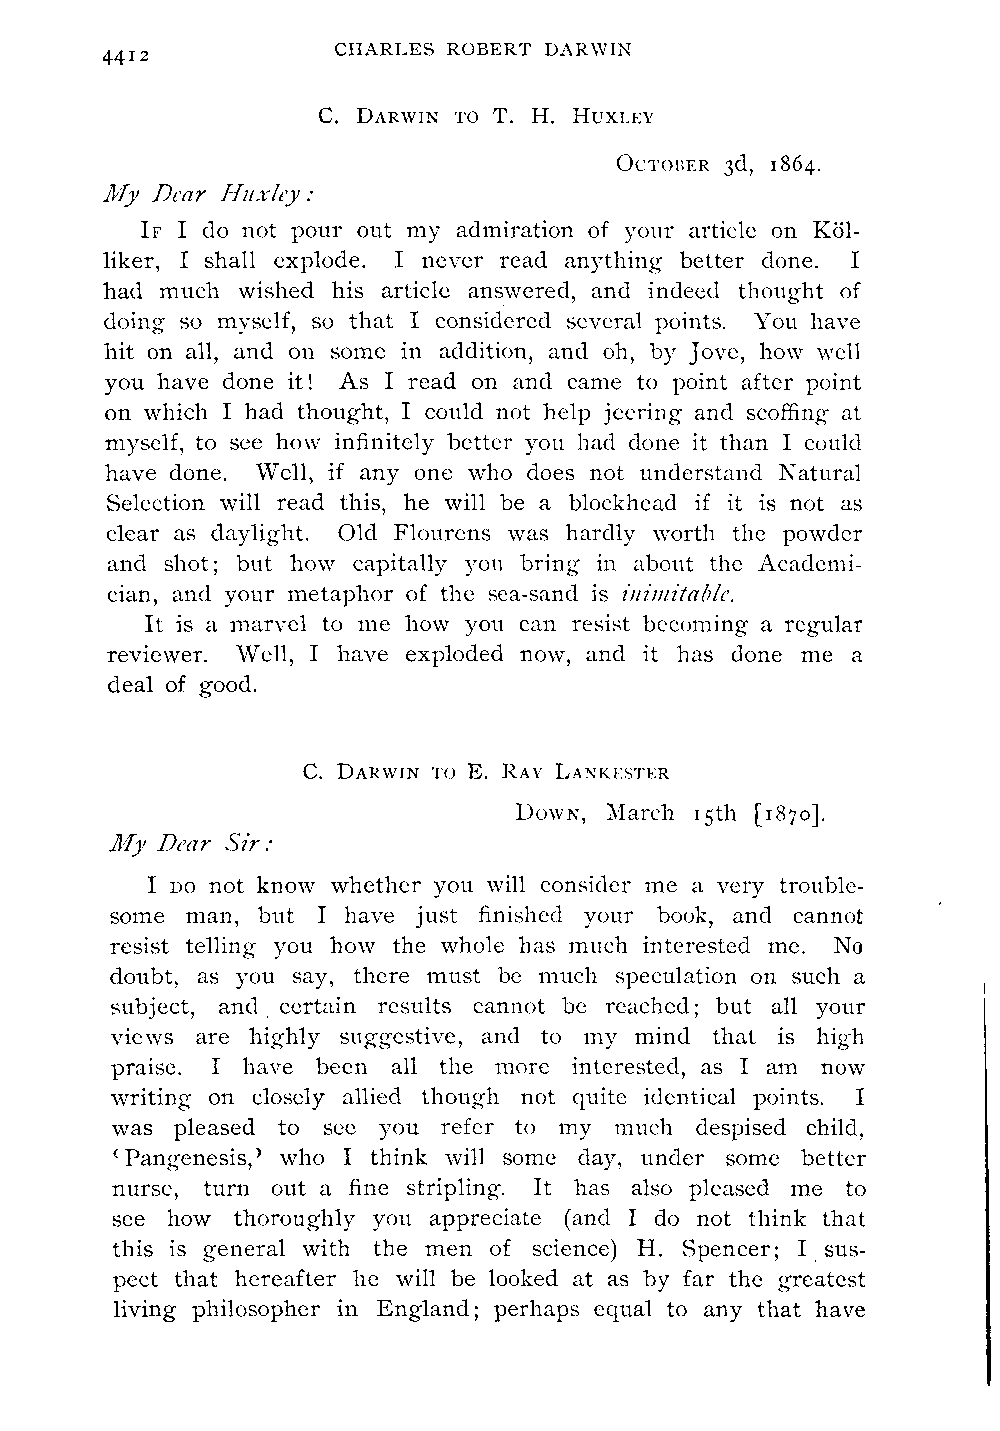 4412
CHARLES ROBERT DARWIN
C. DARWIN TO T. H. HUXLEY
OCTOBER 3d, 1864.
My Dear Huxley:
IF I do not pour out my admiration of your article on Köl-
liker, I shall explode. I never read anything better done. I
had much wished his article answered, and indeed thought of
doing so myself, so that I considered several points. You have
hit on all, and on some in addition, and oh, by Jove, how well
you have done it! As I read on and came to point after point
on which I had thought, I could not help jeering and scoffing at
myself, to see how infinitely better you had done it than I could
have done. Well, if any one who does not understand Natural
Selection will read this, he will be a blockhead if it is not as
clear as daylight. Old Flourens was hardly worth the powder
and shot; but how capitally you bring in about the Academi-
cian, and your metaphor of the sea-sand is inimitable.
It is a marvel to me how you can resist becoming a regular
reviewer. Well, I have exploded now, and it has done me a
deal of good.
C. DARWIN TO E. RAY LANKESTER
DOWN, March 15th [1870].
My Dear Sir:
I DO not know whether you will consider me a very trouble-
some man, but I have just finished your book, and cannot
resist telling you how the whole has much interested me. No
doubt, as you say, there must be much speculation on such a
subject, and certain results cannot be reached; but all your
views are highly suggestive, and to my mind that is high
praise. I have been all the more interested, as I am now
writing on closely allied though not quite identical points. I
was pleased to see you refer to my much despised child,
‘Pangenesis,’ who I think will some day, under some better
nurse, turn out a fine stripling. It has also pleased me to
see how thoroughly you appreciate (and I do not think that
this is general with the men of science) H. Spencer; I sus-
pect that hereafter he will be looked at as by far the greatest
living philosopher in England; perhaps equal to any that have